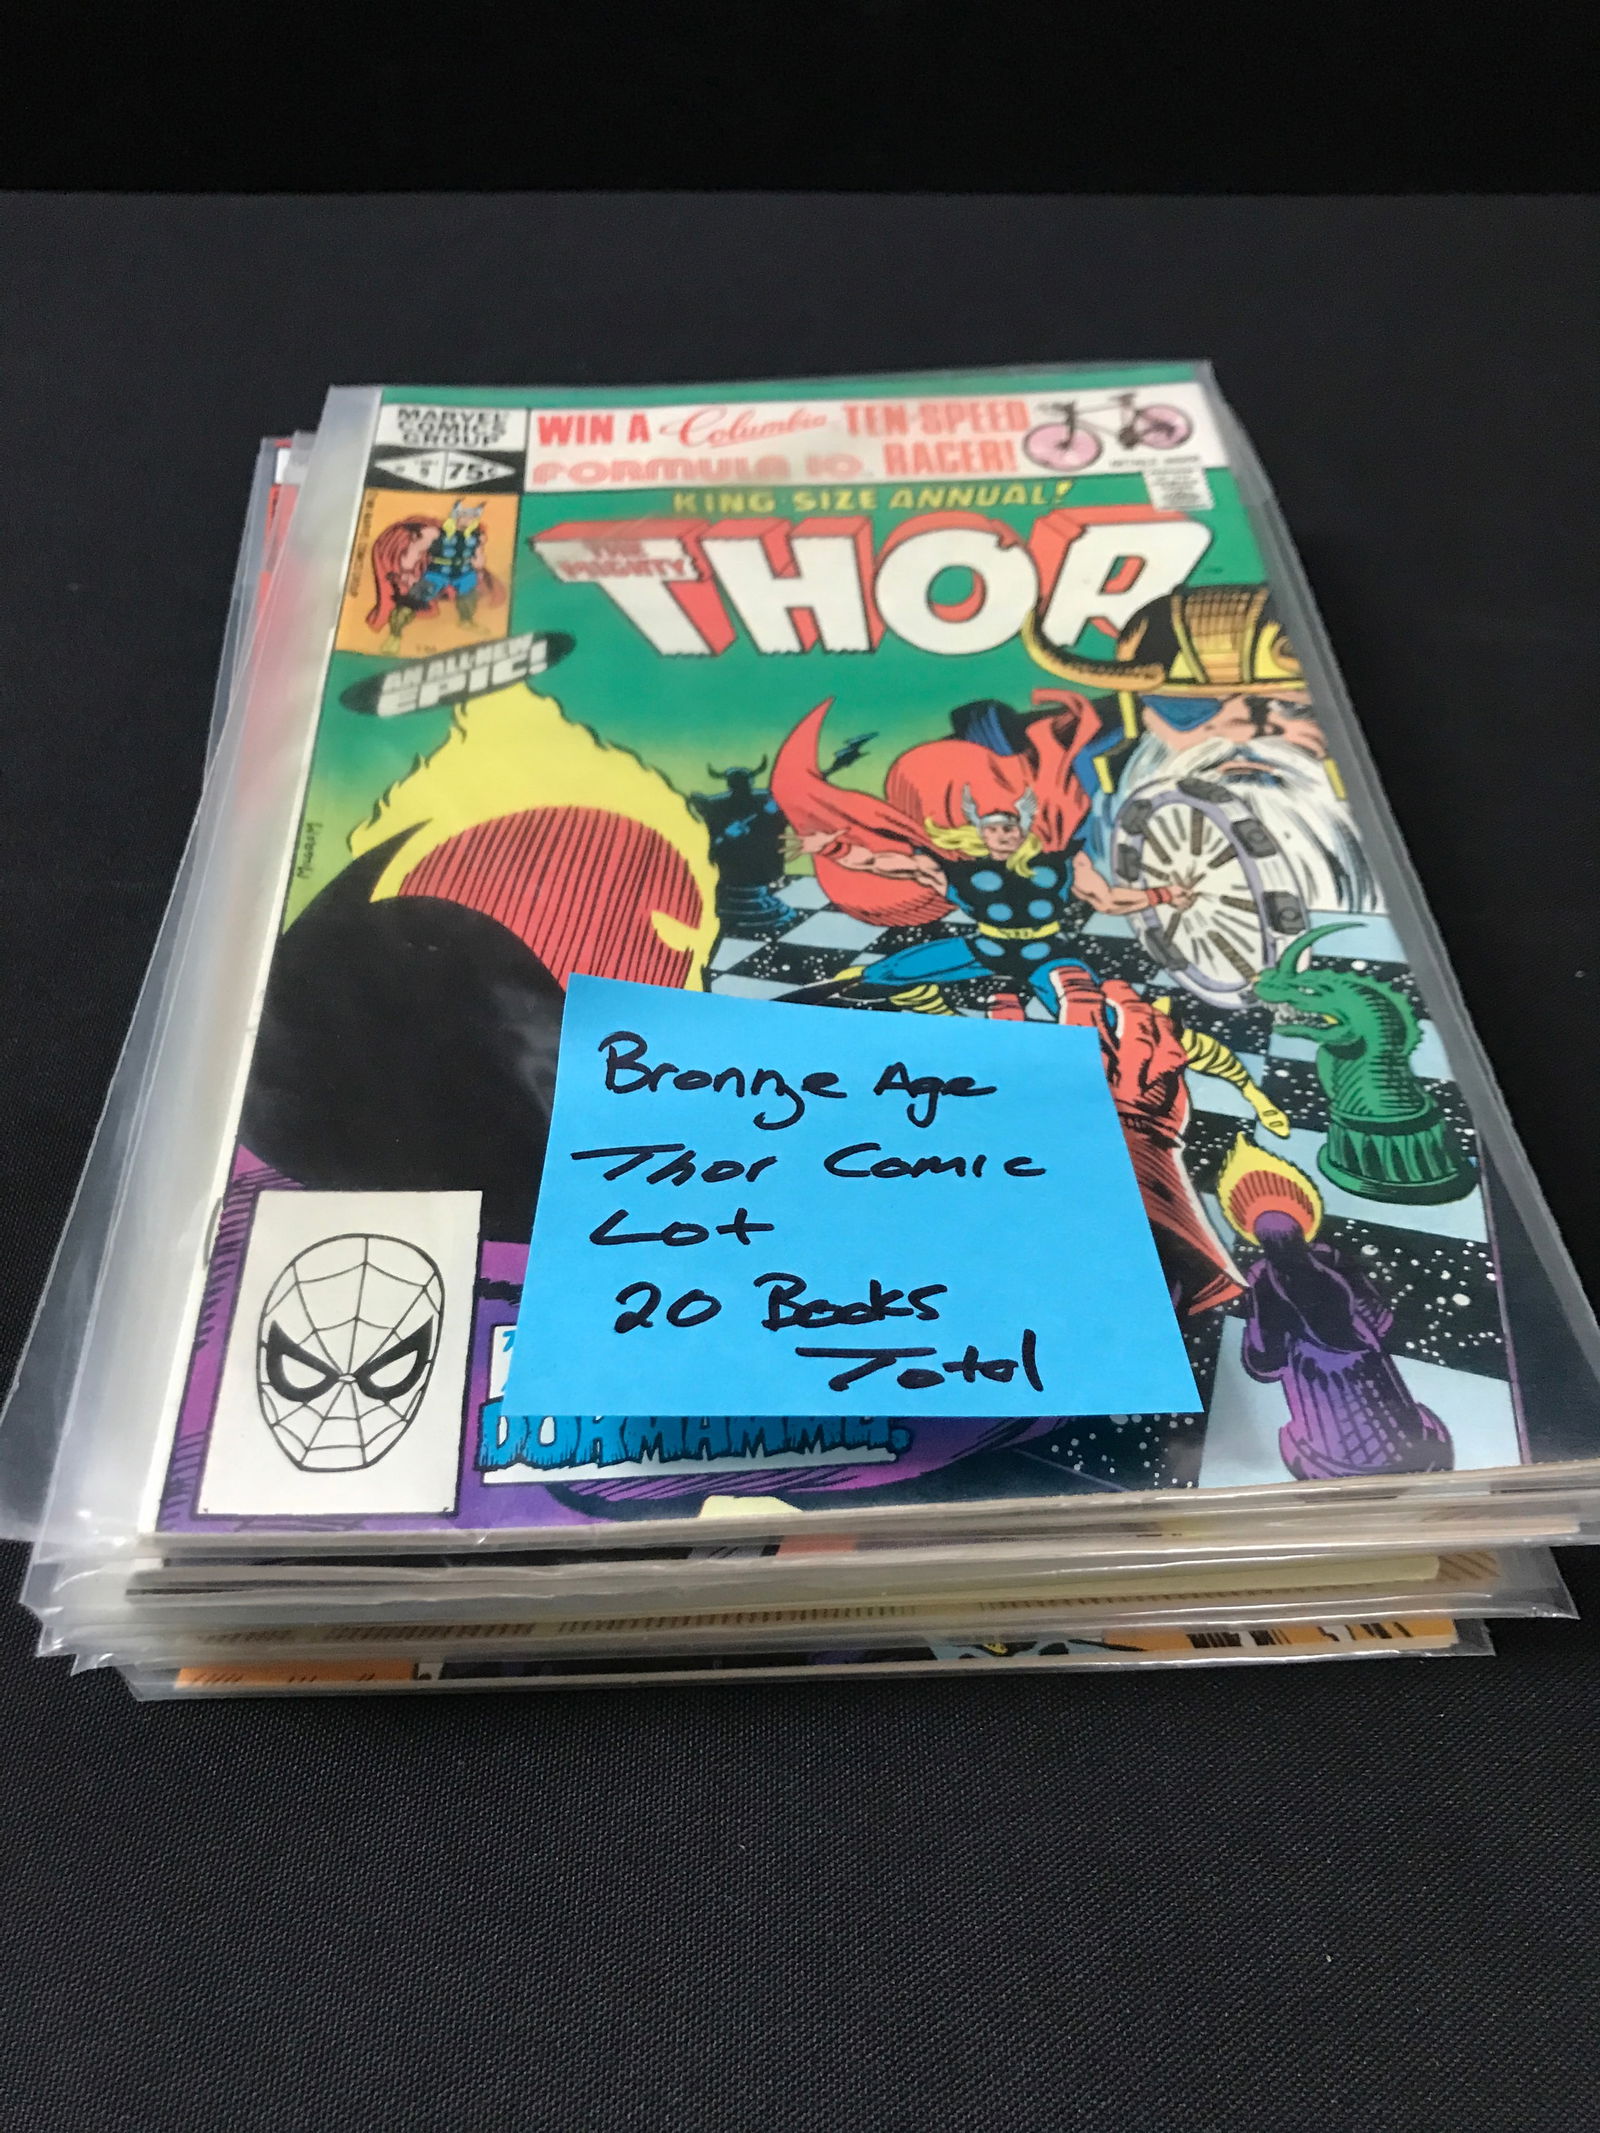 MARVEL COMICS GROUP
9 75¢
WIN A Columbia TEN-SPEED
FORMULA 10 RACER!
KING-SIZE ANNUAL!
THE MIGHTY THOR
AN ALL-NEW EPIC!
Bronze Age
Thor Comic
Lot
20 Books
Total
DORMAMMU.